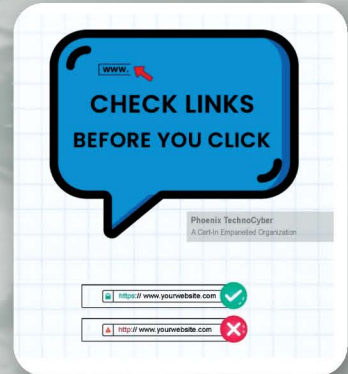 www.
CHECK LINKS
BEFORE YOU CLICK
Phoenix TechnoCyber
A Cert-In Empanelled Organization
https:// www.yourwebsite.com
http:// www.yourwebsite.com